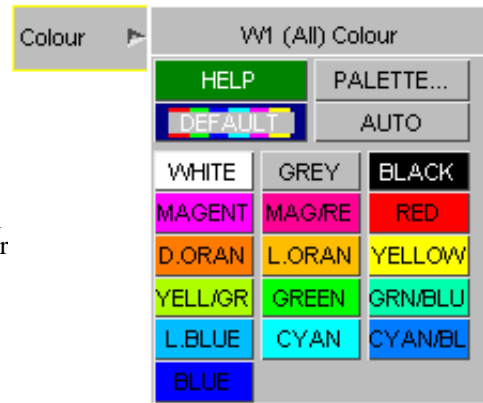 Colour
W1 (All) Colour
HELP PALETTE...
DEFAULT AUTO
WHITE GREY BLACK
MAGENT MAG/RE RED
D.ORAN L.ORAN YELLOW
YELL/GR GREEN GRN/BLU
r
L.BLUE CYAN CYAN/BL
BLUE